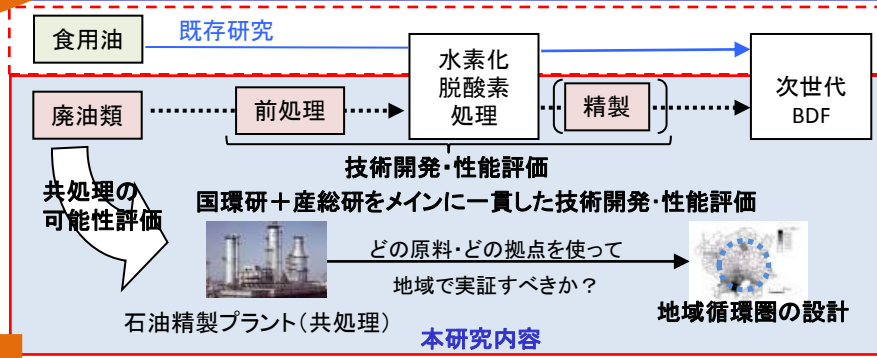 食用油
既存研究
水素化
脱酸素
処理
次世代
BDF
廃油類
前処理
精製
技術開発・性能評価
共処理の
可能性評価
国環研＋産総研をメインに一貫した技術開発・性能評価
どの原料・どの拠点を使って
地域で実証すべきか？
石油精製プラント（共処理）
地域循環圏の設計
本研究内容